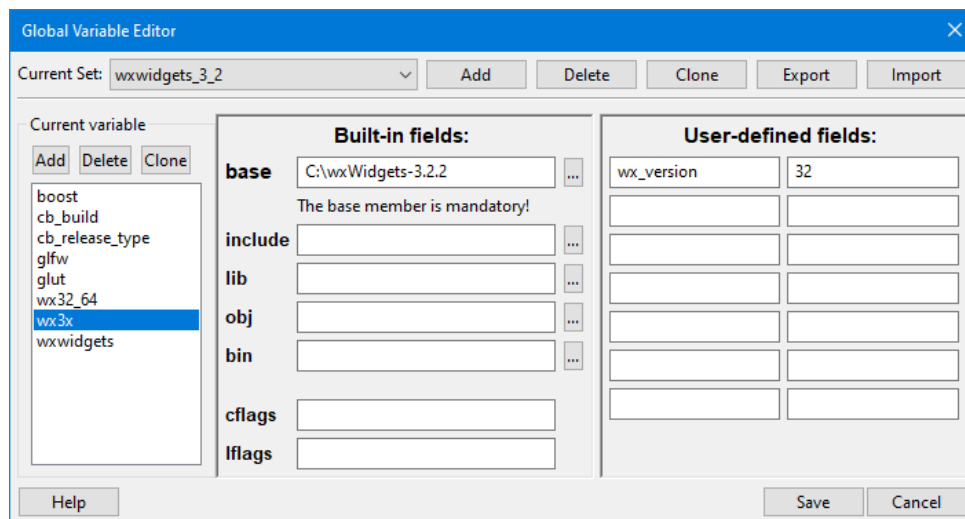 Global Variable Editor
Current Set: wxwidgets_3_2 Add Delete Clone Export Import
Current variable
Add Delete Clone
boost
cb_build
cb_release_type
glfw
glut
wx32_64
wx3x
wxwidgets
Built-in fields:
base C:\wxWidgets-3.2.2 ...
The base member is mandatory!
include ...
lib ...
obj ...
bin ...
cflags
lflags
User-defined fields:
wx_version 32
Help Save Cancel